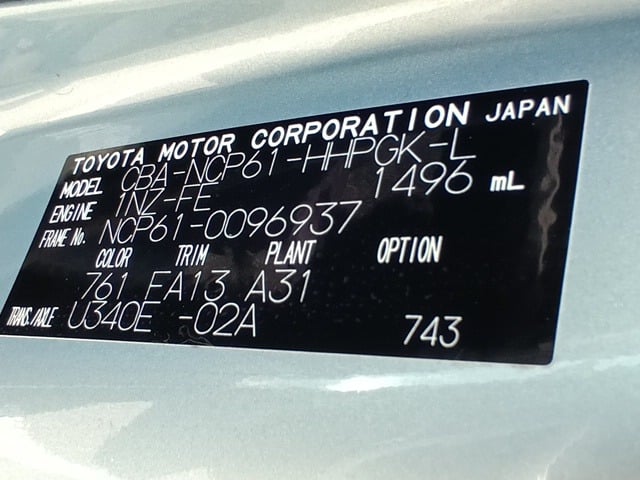 TOYOTA MOTOR CORPORATION JAPAN
MODEL CBA-NCP61-HHPGK-L
ENGINE 1NZ-FE 1496 mL
FRAME No. NCP61-0096937
COLOR TRIM PLANT OPTION
761 FA13 A31
TRANS./AXLE U340E -02A 743